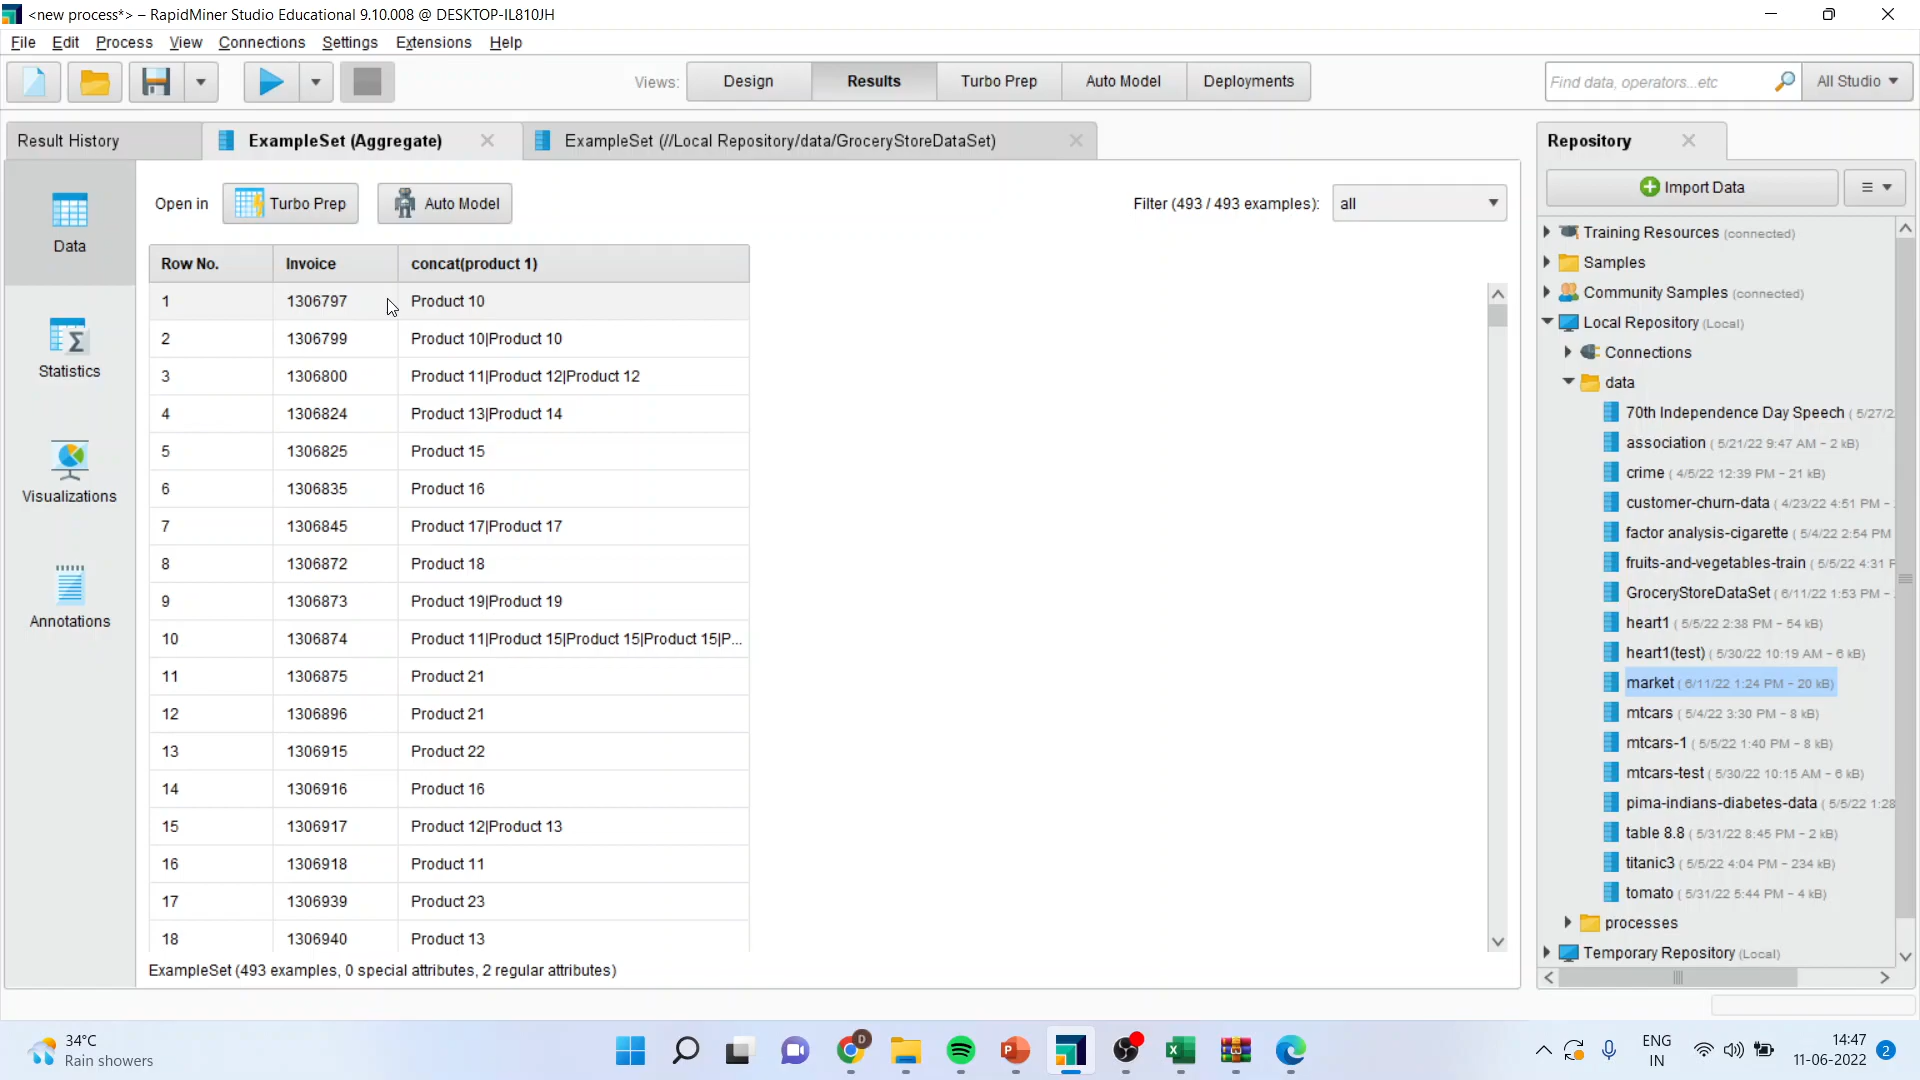 <new process*> – RapidMiner Studio Educational 9.10.008 @ DESKTOP-IL810JH
File Edit Process View Connections Settings Extensions Help
Views: Design Results Turbo Prep Auto Model Deployments
Find data, operators...etc
All Studio
Result History
ExampleSet (Aggregate)
ExampleSet (//Local Repository/data/GroceryStoreDataSet)
Data
Statistics
Visualizations
Annotations
Open in Turbo Prep Auto Model
Filter (493 / 493 examples): all
Row No. Invoice concat(product 1)
1 1306797 Product 10
2 1306799 Product 10|Product 10
3 1306800 Product 11|Product 12|Product 12
4 1306824 Product 13|Product 14
5 1306825 Product 15
6 1306835 Product 16
7 1306845 Product 17|Product 17
8 1306872 Product 18
9 1306873 Product 19|Product 19
10 1306874 Product 11|Product 15|Product 15|Product 15|P...
11 1306875 Product 21
12 1306896 Product 21
13 1306915 Product 22
14 1306916 Product 16
15 1306917 Product 12|Product 13
16 1306918 Product 11
17 1306939 Product 23
18 1306940 Product 13
ExampleSet (493 examples, 0 special attributes, 2 regular attributes)
Repository
Import Data
Training Resources (connected)
Samples
Community Samples (connected)
Local Repository (Local)
Connections
data
70th Independence Day Speech ( 5/27/2
association ( 5/21/22 9:47 AM – 2 kB)
crime ( 4/5/22 12:39 PM – 21 kB)
customer-churn-data ( 4/23/22 4:51 PM –
factor analysis-cigarette ( 5/4/22 2:54 PM
fruits-and-vegetables-train ( 5/5/22 4:31 P
GroceryStoreDataSet ( 6/11/22 1:53 PM –
heart1 ( 5/5/22 2:38 PM – 54 kB)
heart1(test) ( 5/30/22 10:19 AM – 6 kB)
market ( 6/11/22 1:24 PM – 20 kB)
mtcars ( 5/4/22 3:30 PM – 8 kB)
mtcars-1 ( 5/5/22 1:40 PM – 8 kB)
mtcars-test ( 5/30/22 10:15 AM – 6 kB)
pima-indians-diabetes-data ( 5/5/22 1:28
table 8.8 ( 5/31/22 8:45 PM – 2 kB)
titanic3 ( 5/5/22 4:04 PM – 234 kB)
tomato ( 5/31/22 5:44 PM – 4 kB)
processes
Temporary Repository (Local)
34°C
Rain showers
D
ENG
IN
14:47
11-06-2022
2